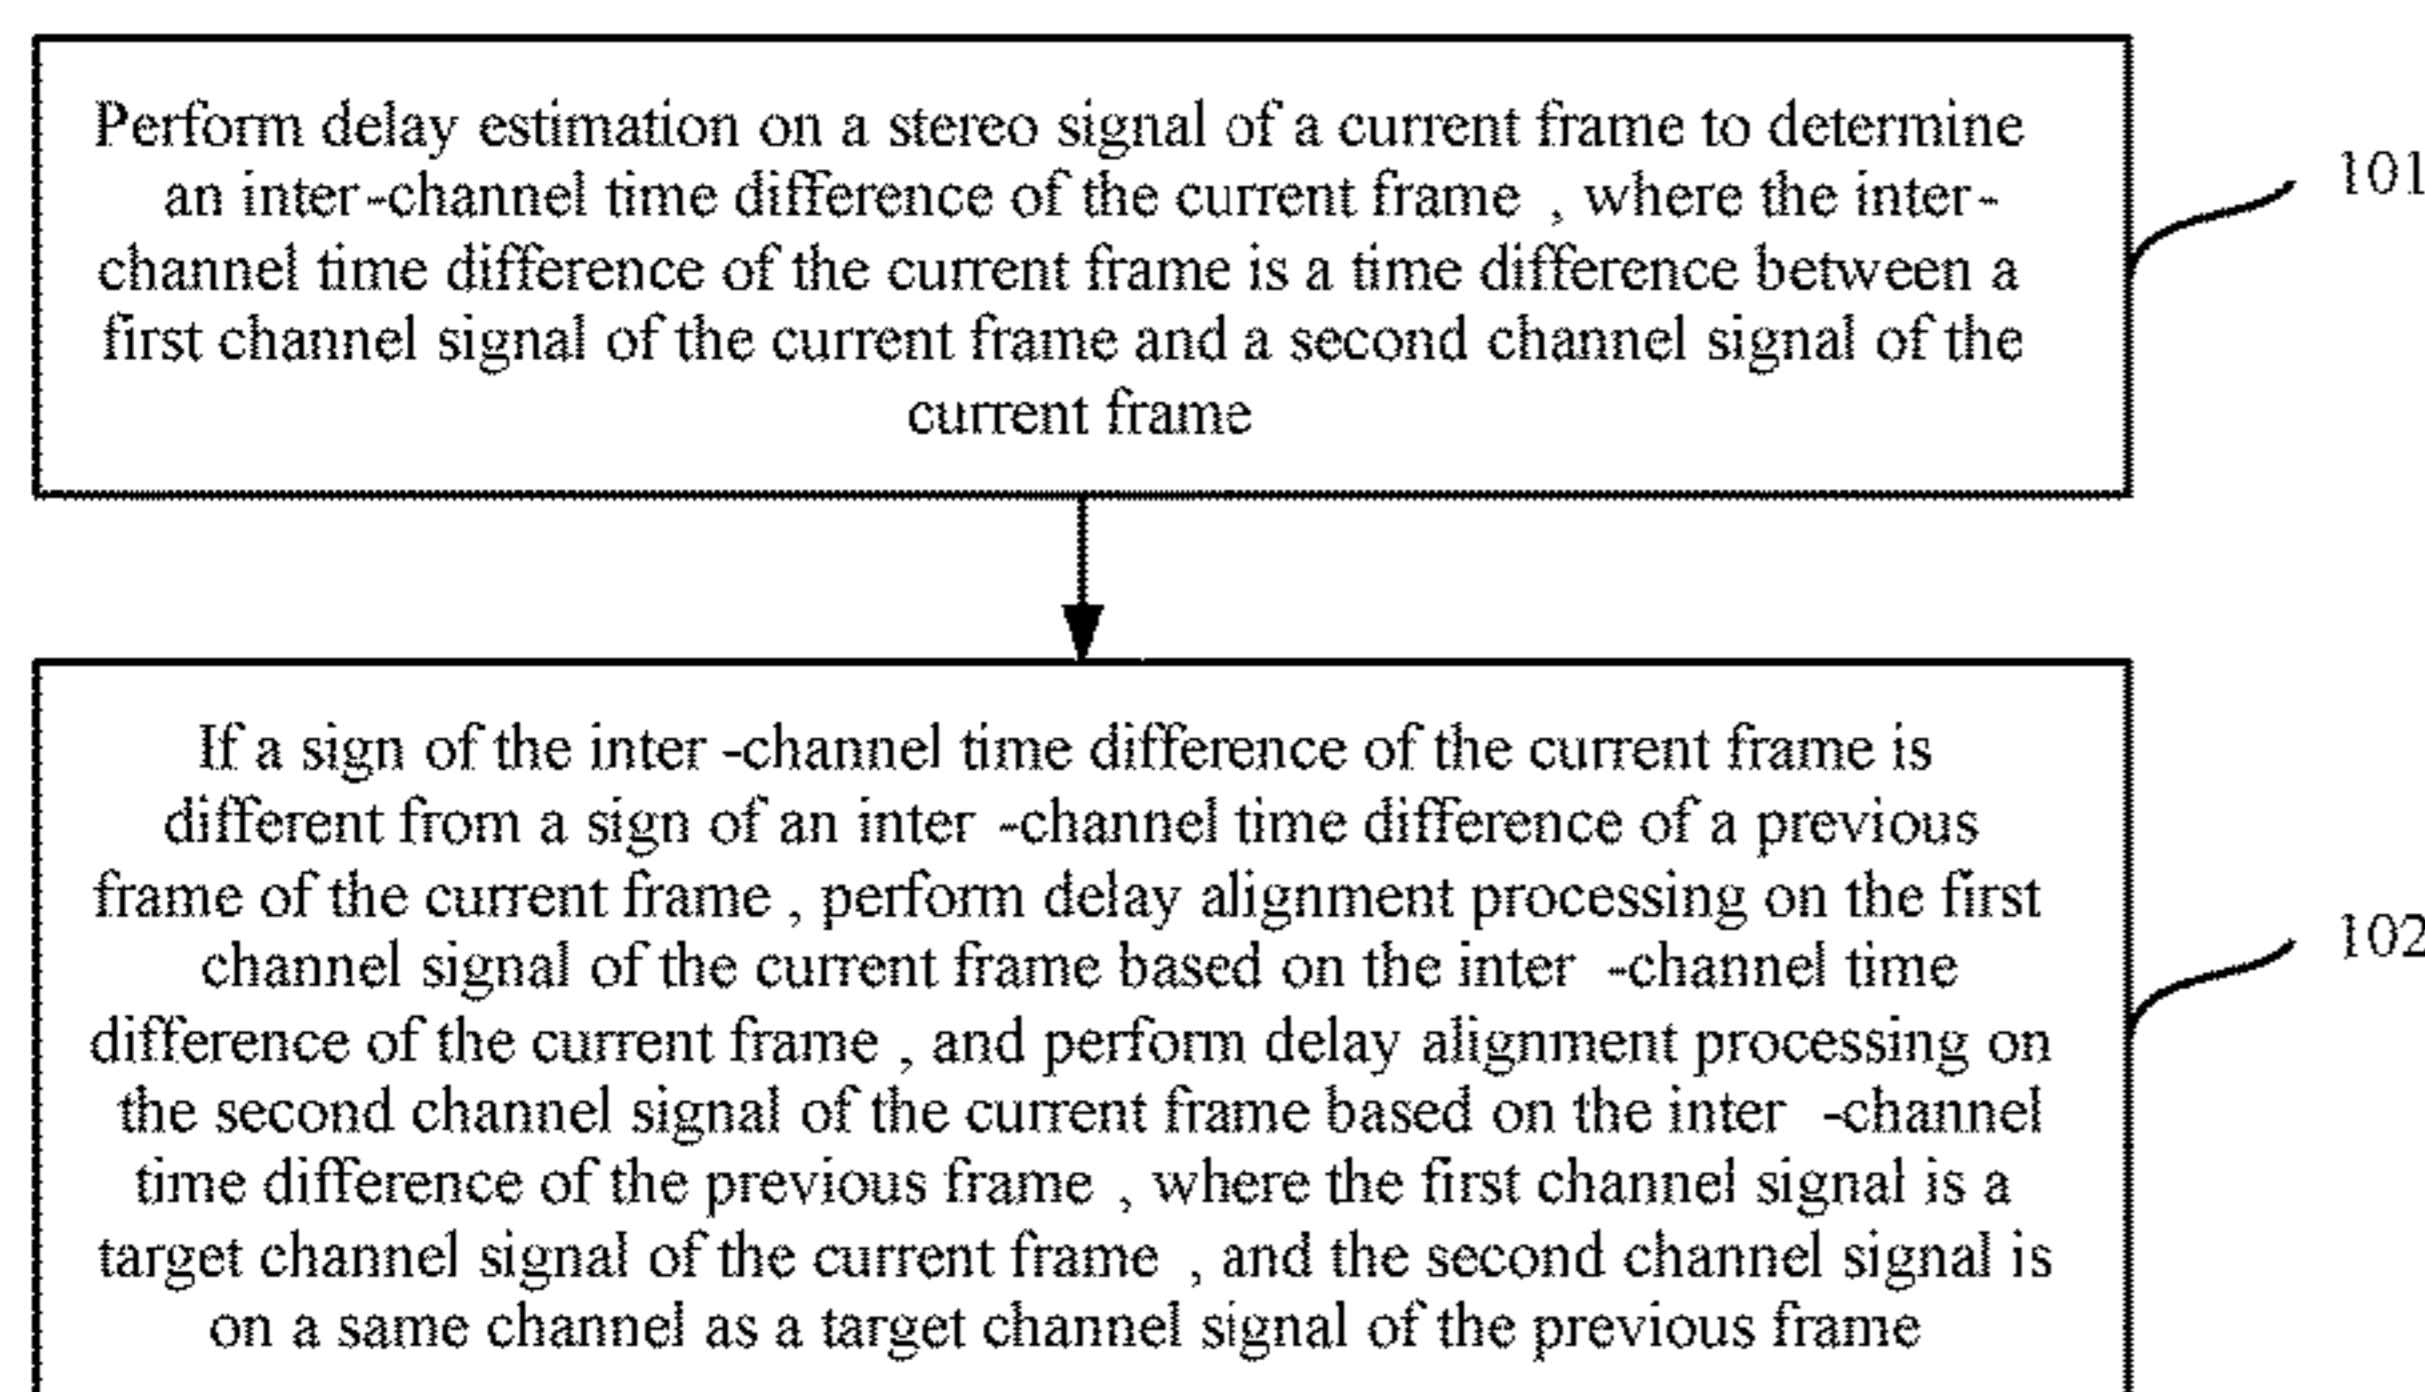 Perform delay estimation on a stereo signal of a current frame to determine
an inter-channel time difference of the current frame , where the inter-
channel time difference of the current frame is a time difference between a
first channel signal of the current frame and a second channel signal of the
current frame
101
If a sign of the inter -channel time difference of the current frame is
different from a sign of an inter -channel time difference of a previous
frame of the current frame , perform delay alignment processing on the first
channel signal of the current frame based on the inter -channel time
difference of the current frame , and perform delay alignment processing on
the second channel signal of the current frame based on the inter -channel
time difference of the previous frame , where the first channel signal is a
target channel signal of the current frame , and the second channel signal is
on a same channel as a target channel signal of the previous frame
102